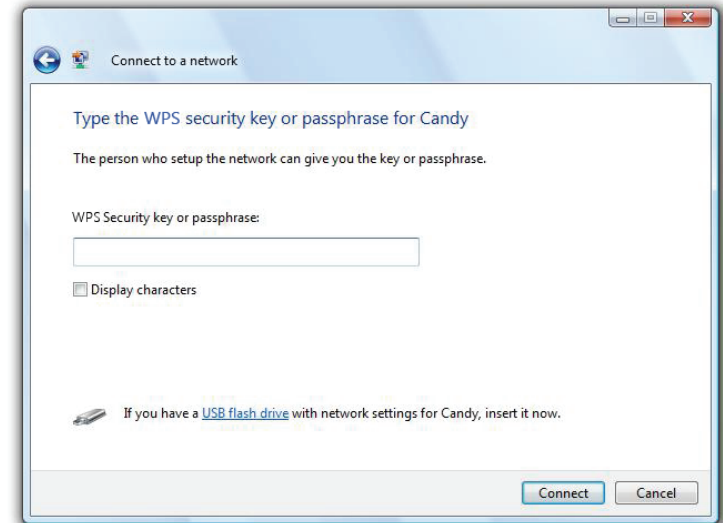 Connect to a network
Type the WPS security key or passphrase for Candy
The person who setup the network can give you the key or passphrase.
WPS Security key or passphrase:
Display characters
If you have a USB flash drive with network settings for Candy, insert it now.
Connect Cancel